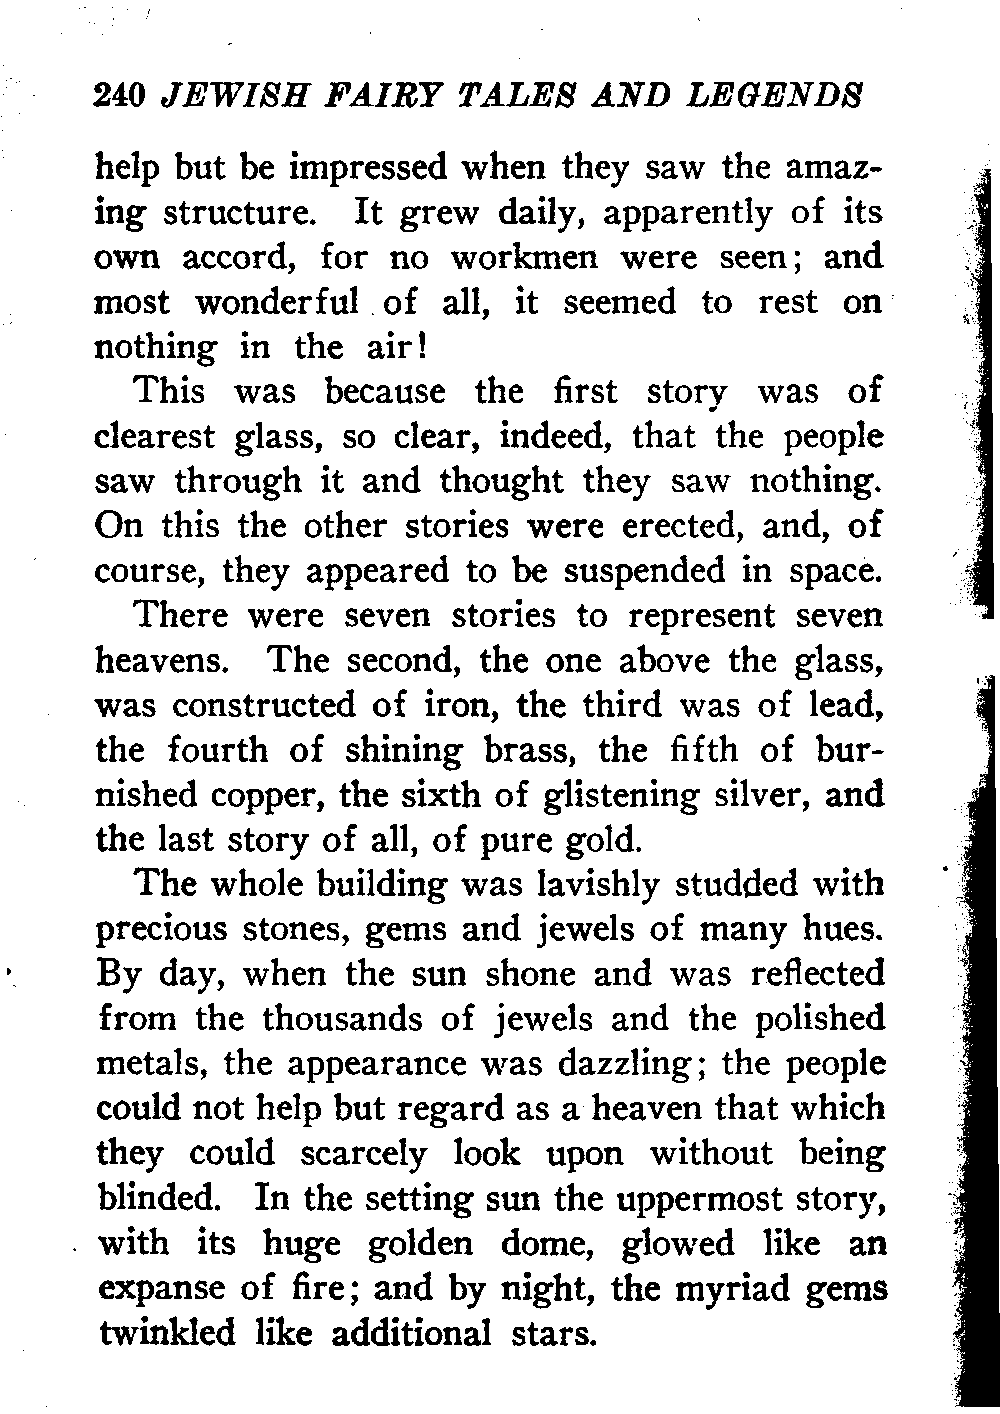 240 JEWISH FAIRY TALES AND LEGENDS
help but be impressed when they saw the amaz-
ing structure. It grew daily, apparently of its
own accord, for no workmen were seen; and
most wonderful of all, it seemed to rest on
nothing in the air!
This was because the first story was of
clearest glass, so clear, indeed, that the people
saw through it and thought they saw nothing.
On this the other stories were erected, and, of
course, they appeared to be suspended in space.
There were seven stories to represent seven
heavens. The second, the one above the glass,
was constructed of iron, the third was of lead,
the fourth of shining brass, the fifth of bur-
nished copper, the sixth of glistening silver, and
the last story of all, of pure gold.
The whole building was lavishly studded with
precious stones, gems and jewels of many hues.
By day, when the sun shone and was reflected
from the thousands of jewels and the polished
metals, the appearance was dazzling; the people
could not help but regard as a heaven that which
they could scarcely look upon without being
blinded. In the setting sun the uppermost story,
with its huge golden dome, glowed like an
expanse of fire; and by night, the myriad gems
twinkled like additional stars.